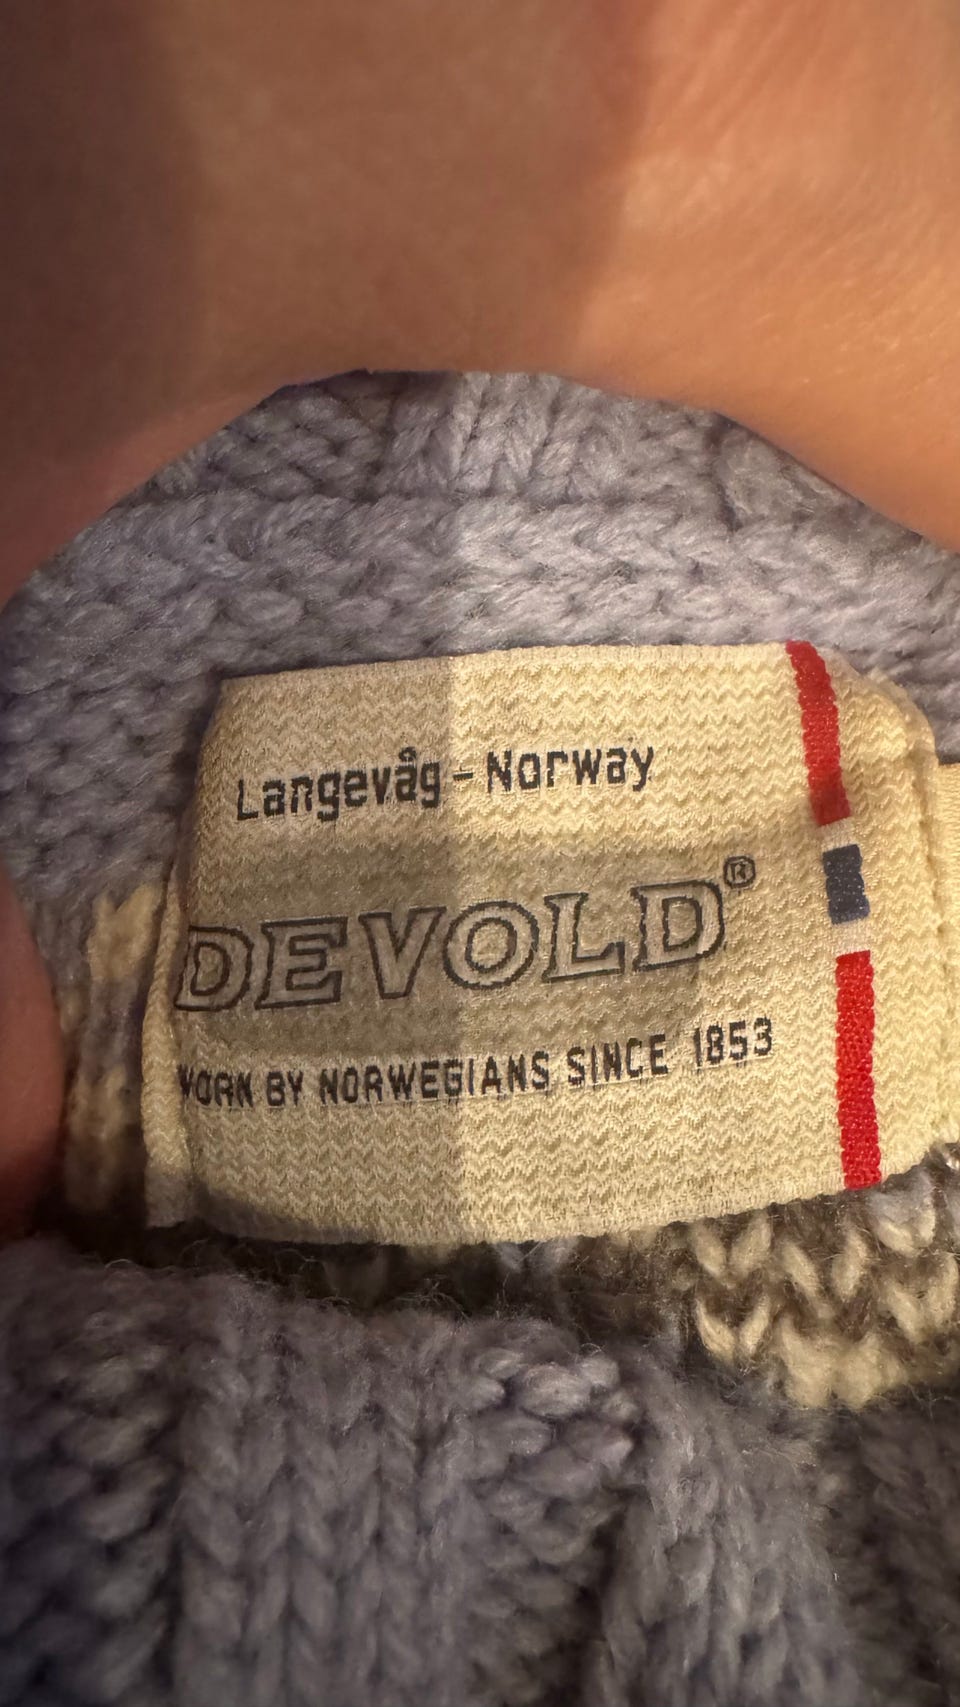 Langevåg - Norway
DEVOLD®
WORN BY NORWEGIANS SINCE 1853